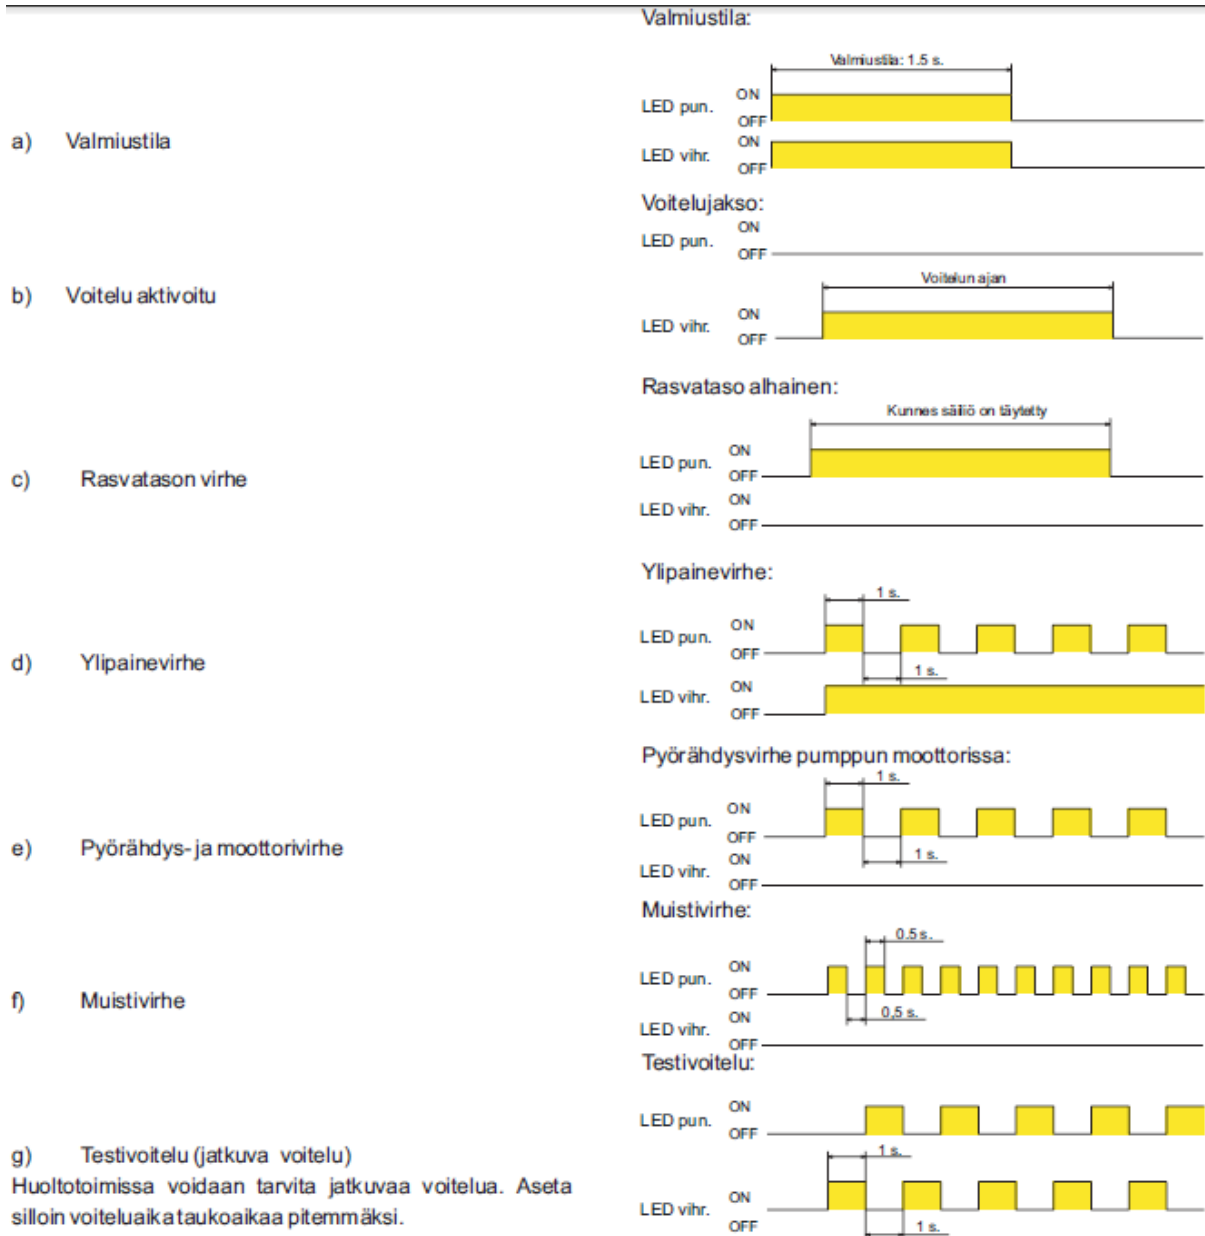 Valmiustila:
Valmiustila: 1.5 s.
LED pun. ON
OFF
a) Valmiustila
LED vihr. ON
OFF
Voitelujakso:
LED pun. ON
OFF
b) Voitelu aktivoitu
Voitelun ajan
LED vihr. ON
OFF
Rasvataso alhainen:
Kunnes säiliö on täytetty
LED pun. ON
OFF
c) Rasvatason virhe
LED vihr. ON
OFF
Ylipainevirhe:
1 s.
LED pun. ON
OFF
d) Ylipainevirhe
1 s.
LED vihr. ON
OFF
Pyörähdysvirhe pumppun moottorissa:
1 s.
LED pun. ON
OFF
e) Pyörähdys- ja moottorivirhe
1 s.
LED vihr. ON
OFF
Muistivirhe:
0.5 s.
LED pun. ON
OFF
f) Muistivirhe
0,5 s.
LED vihr. ON
OFF
Testivoitelu:
LED pun. ON
OFF
g) Testivoitelu (jatkuva voitelu)
Huoltotoimissa voidaan tarvita jatkuvaa voitelua. Aseta
silloin voiteluaika taukoaikaa pitemmäksi.
1 s.
LED vihr. ON
OFF
1 s.